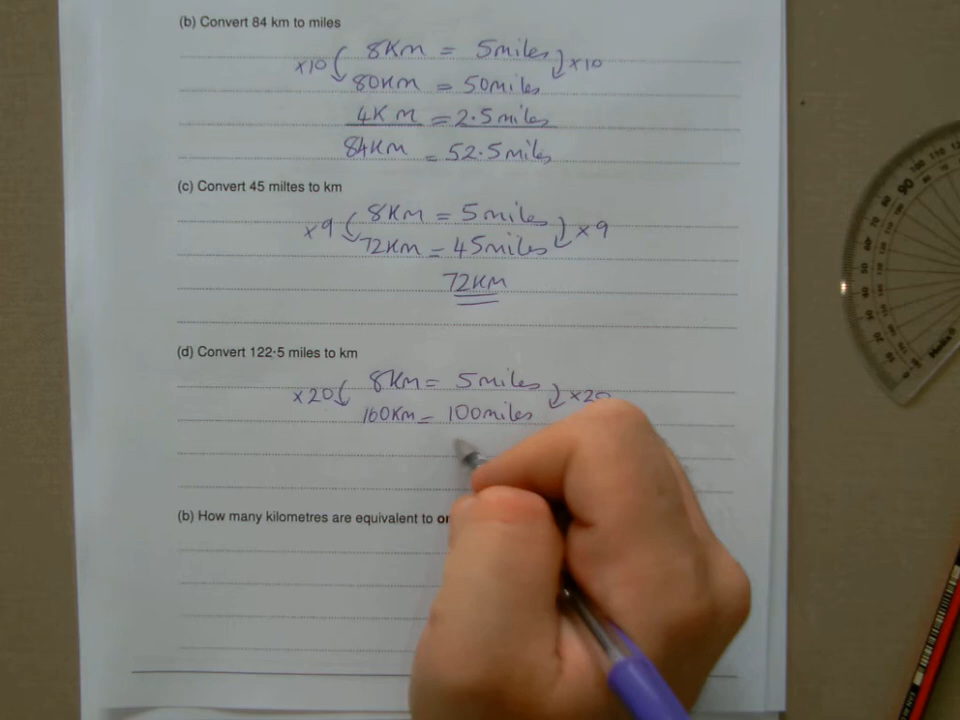 (b) Convert 84 km to miles
×10 8Km = 5miles ×10
80Km = 50miles
4Km = 2.5miles
84Km = 52.5miles
(c) Convert 45 miltes to km
×9 8Km = 5miles ×9
72Km = 45miles
72Km
(d) Convert 122·5 miles to km
×20 8Km = 5miles ×20
160Km = 100miles
(b) How many kilometres are equivalent to
Helix